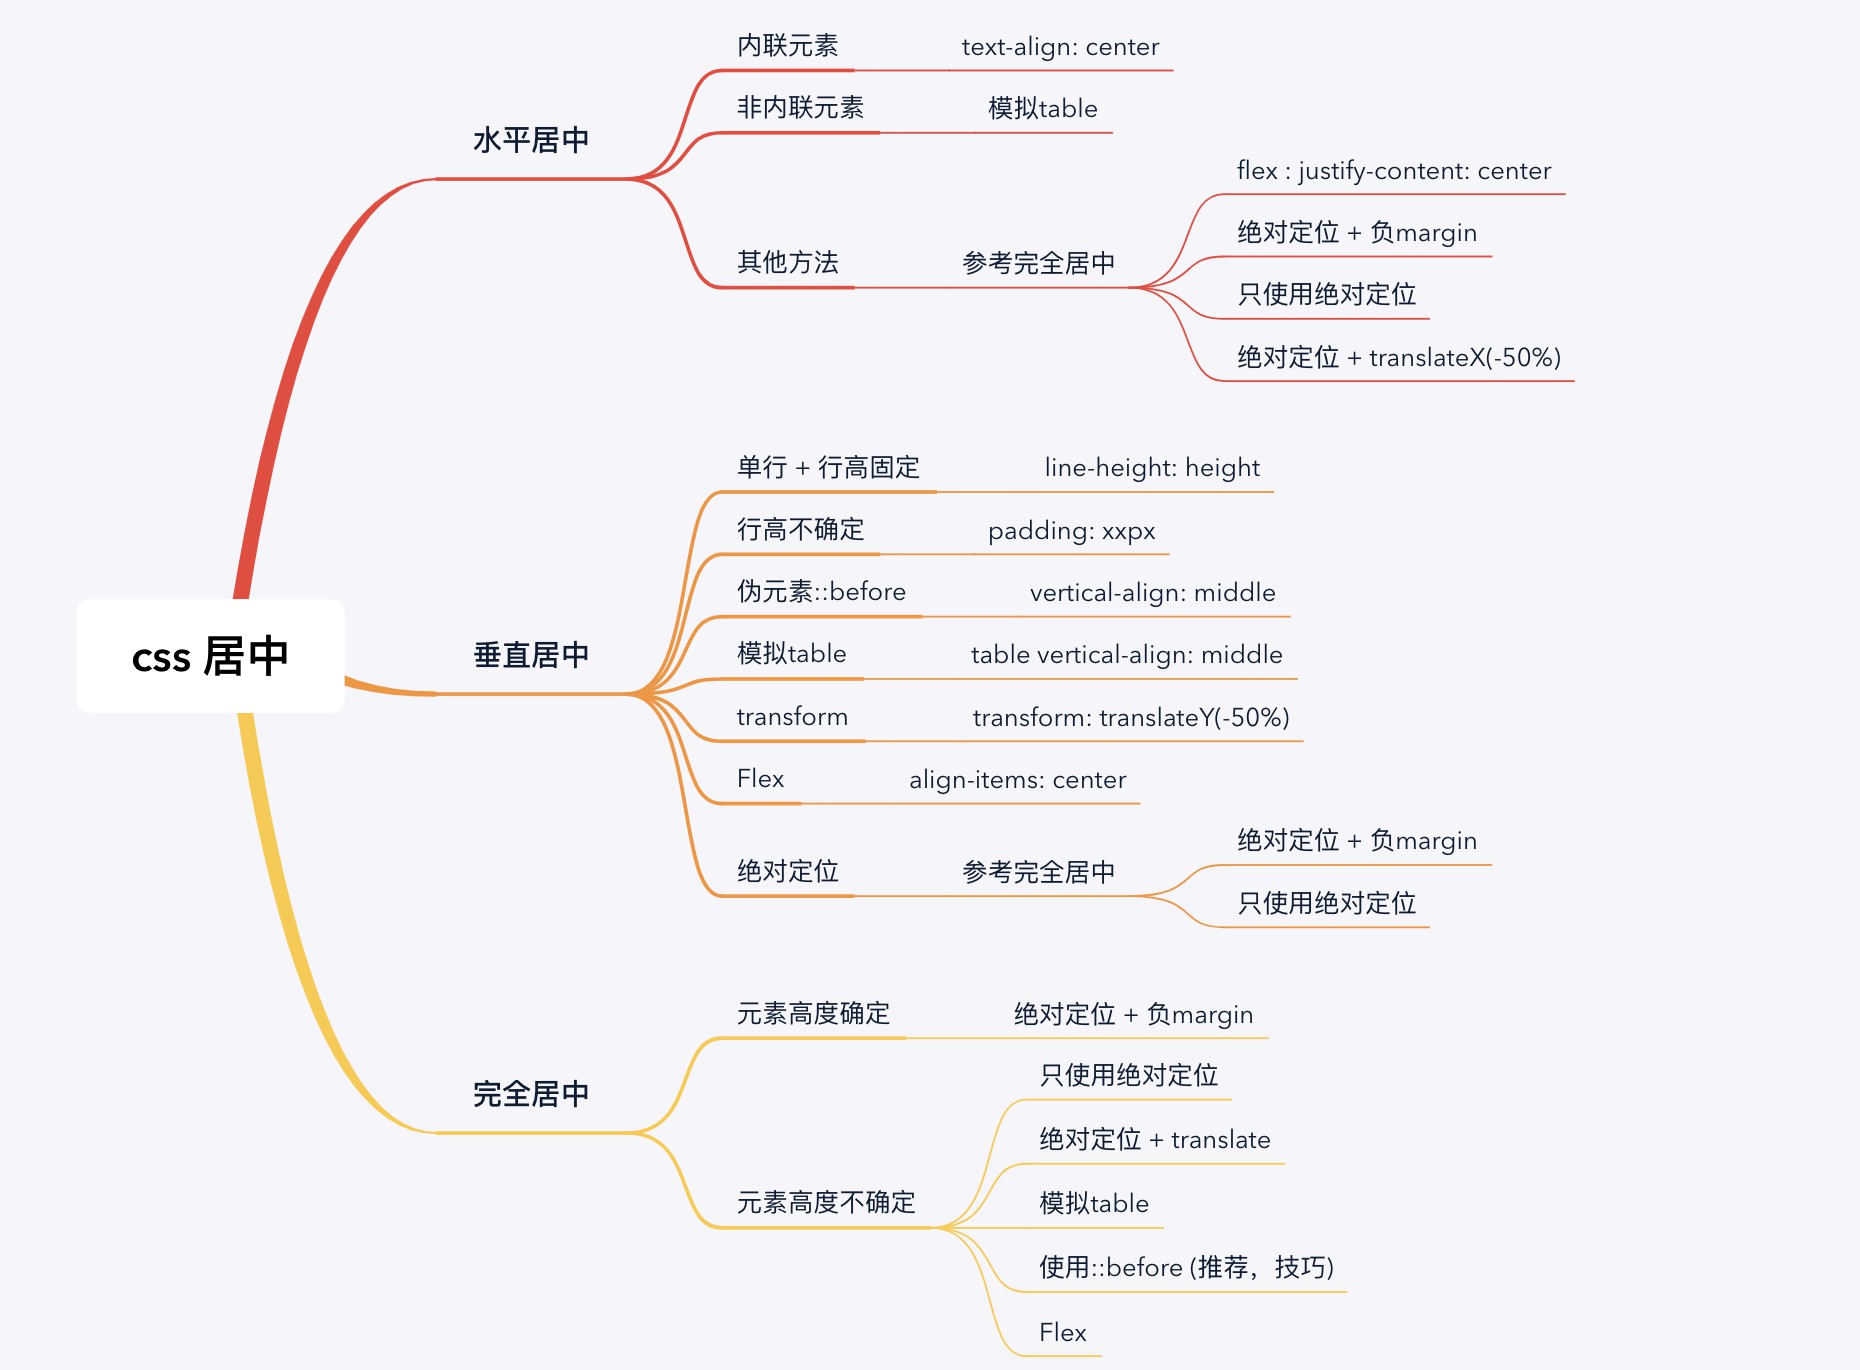 css 居中
水平居中
内联元素
text-align: center
非内联元素
模拟table
其他方法
参考完全居中
flex : justify-content: center
绝对定位 + 负margin
只使用绝对定位
绝对定位 + translateX(-50%)
垂直居中
单行 + 行高固定
line-height: height
行高不确定
padding: xxpx
伪元素::before
vertical-align: middle
模拟table
table vertical-align: middle
transform
transform: translateY(-50%)
Flex
align-items: center
绝对定位
参考完全居中
绝对定位 + 负margin
只使用绝对定位
完全居中
元素高度确定
绝对定位 + 负margin
元素高度不确定
只使用绝对定位
绝对定位 + translate
模拟table
使用::before (推荐，技巧)
Flex